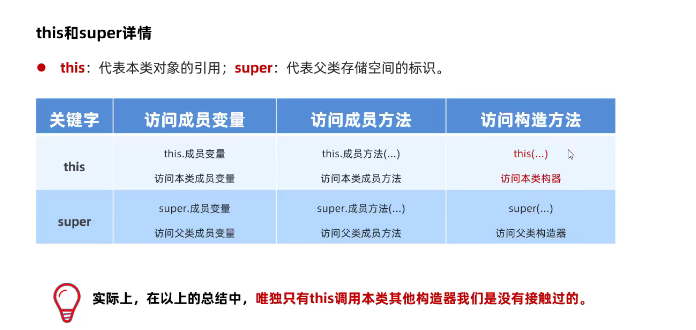 this和super详情
this：代表本类对象的引用；super：代表父类存储空间的标识。
关键字 访问成员变量 访问成员方法 访问构造方法
this
this.成员变量
访问本类成员变量
this.成员方法(...)
访问本类成员方法
this(...)
访问本类构器
super
super.成员变量
访问父类成员变量
super.成员方法(...)
访问父类成员方法
super(...)
访问父类构造器
实际上，在以上的总结中，唯独只有this调用本类其他构造器我们是没有接触过的。